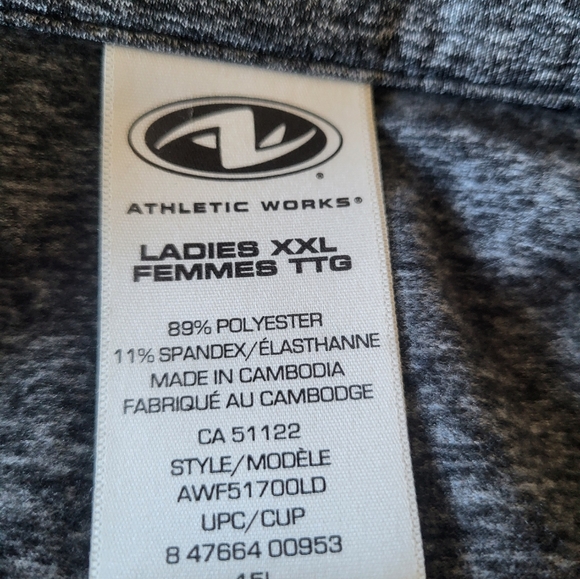 ATHLETIC WORKS®
LADIES XXL
FEMMES TTG
89% POLYESTER
11% SPANDEX/ÉLASTHANNE
MADE IN CAMBODIA
FABRIQUÉ AU CAMBODGE
CA 51122
STYLE/MODÈLE
AWF51700LD
UPC/CUP
8 47664 00953